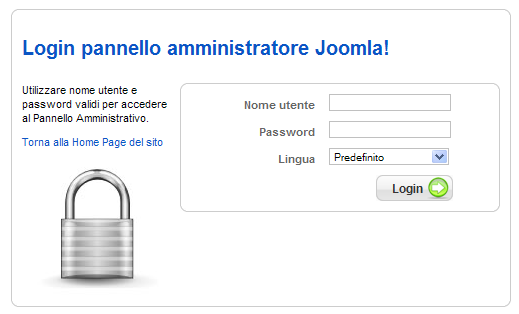 Login pannello amministratore Joomla!
Utilizzare nome utente e
password validi per accedere
al Pannello Amministrativo.
Torna alla Home Page del sito
Nome utente
Password
Lingua
Predefinito
Login